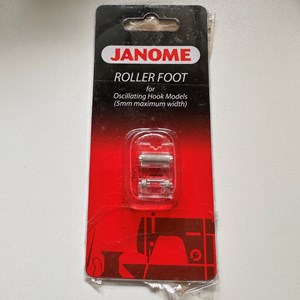 JANOME
ROLLER FOOT
for
Oscillating Hook Models
(5mm maximum width)